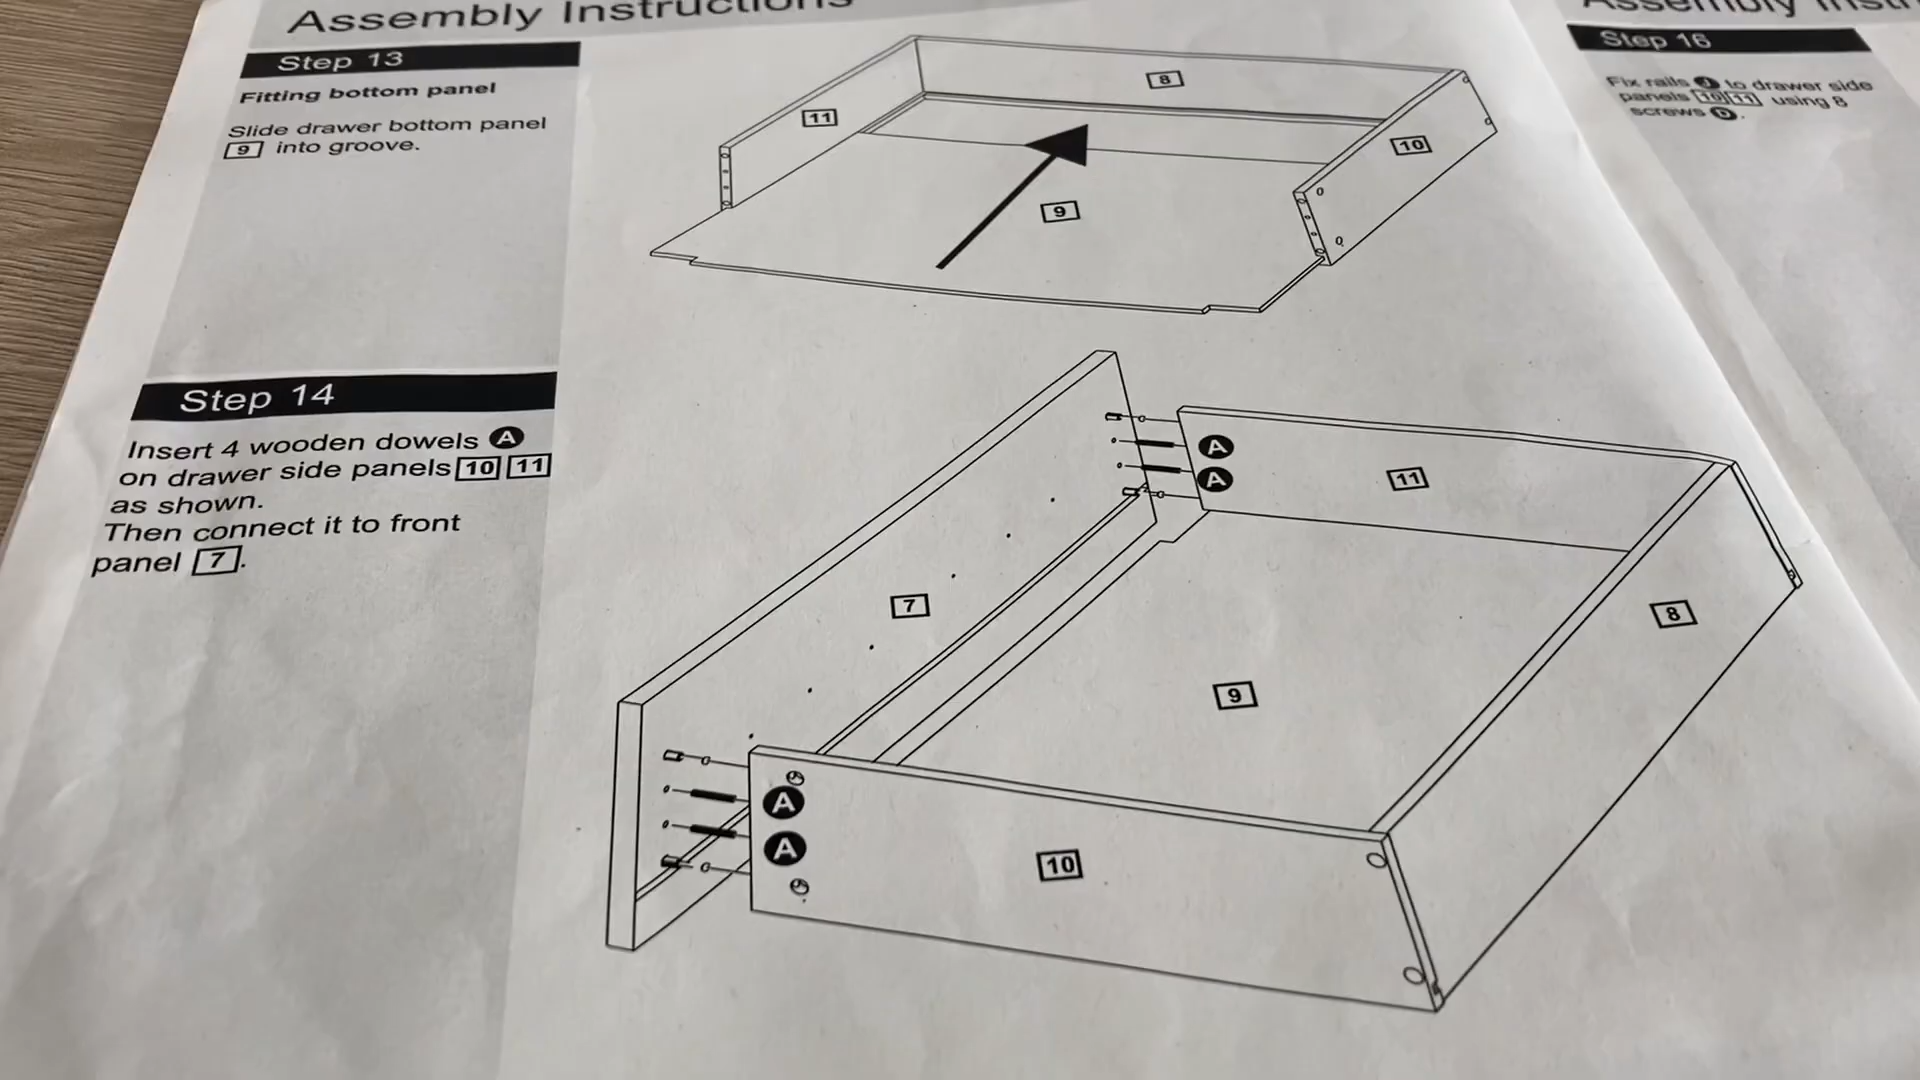 Assembly Instructions
Step 13
Fitting bottom panel
Slide drawer bottom panel
9 into groove.
8
11
10
9
Step 14
Insert 4 wooden dowels A
on drawer side panels 10 11
as shown.
Then connect it to front
panel 7.
A
A
11
7
8
9
A
A
10
Assembly Instr
Step 16
Fix rails J to drawer side
panels 10 11 using 8
screws D.